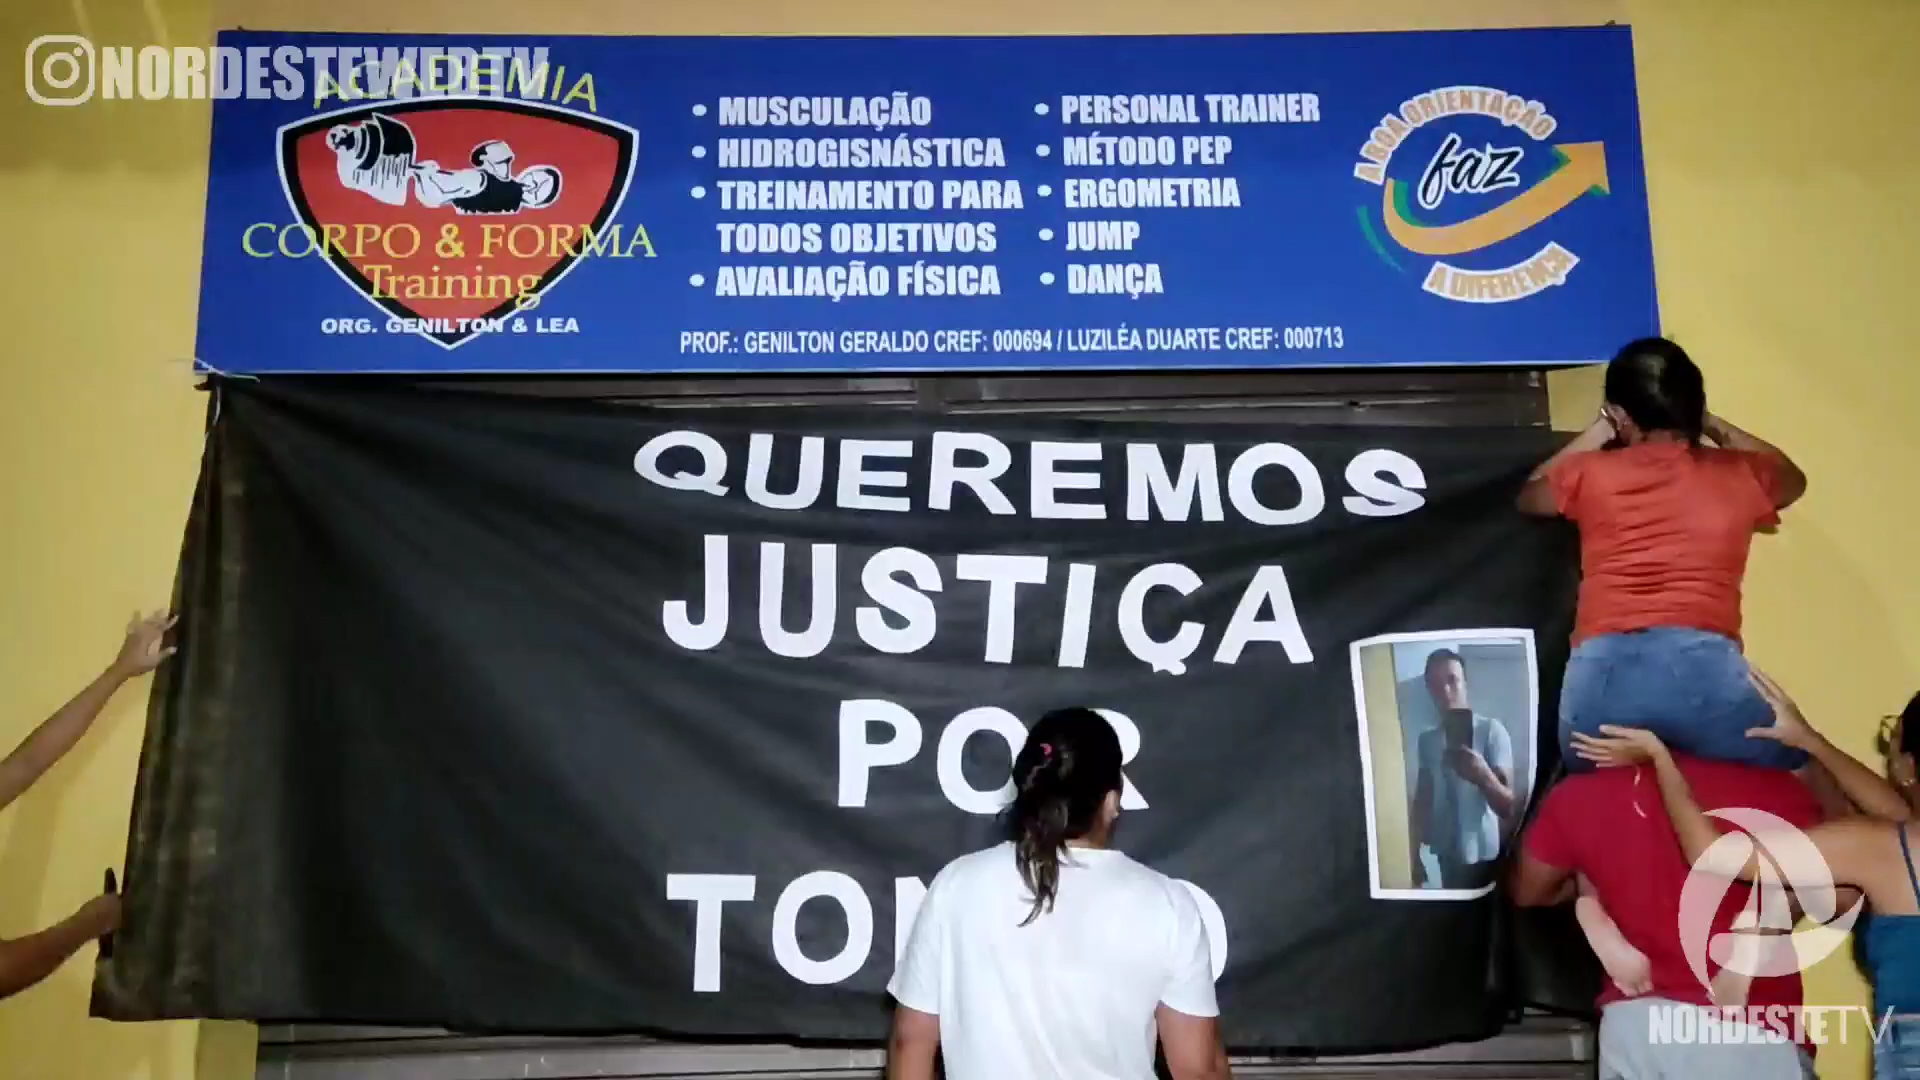 NORDESTEWEBTV
ACADEMIA
CORPO & FORMA
Training
ORG. GENILTON & LEA
• MUSCULAÇÃO
• HIDROGISNÁSTICA
• TREINAMENTO PARA
TODOS OBJETIVOS
• AVALIAÇÃO FÍSICA
• PERSONAL TRAINER
• MÉTODO PEP
• ERGOMETRIA
• JUMP
• DANÇA
PROF.: GENILTON GERALDO CREF: 000694 / LUZILÉA DUARTE CREF: 000713
A BOA ORIENTAÇÃO
faz
A DIFERENÇA
QUEREMOS
JUSTIÇA
POR
NORDESTETV